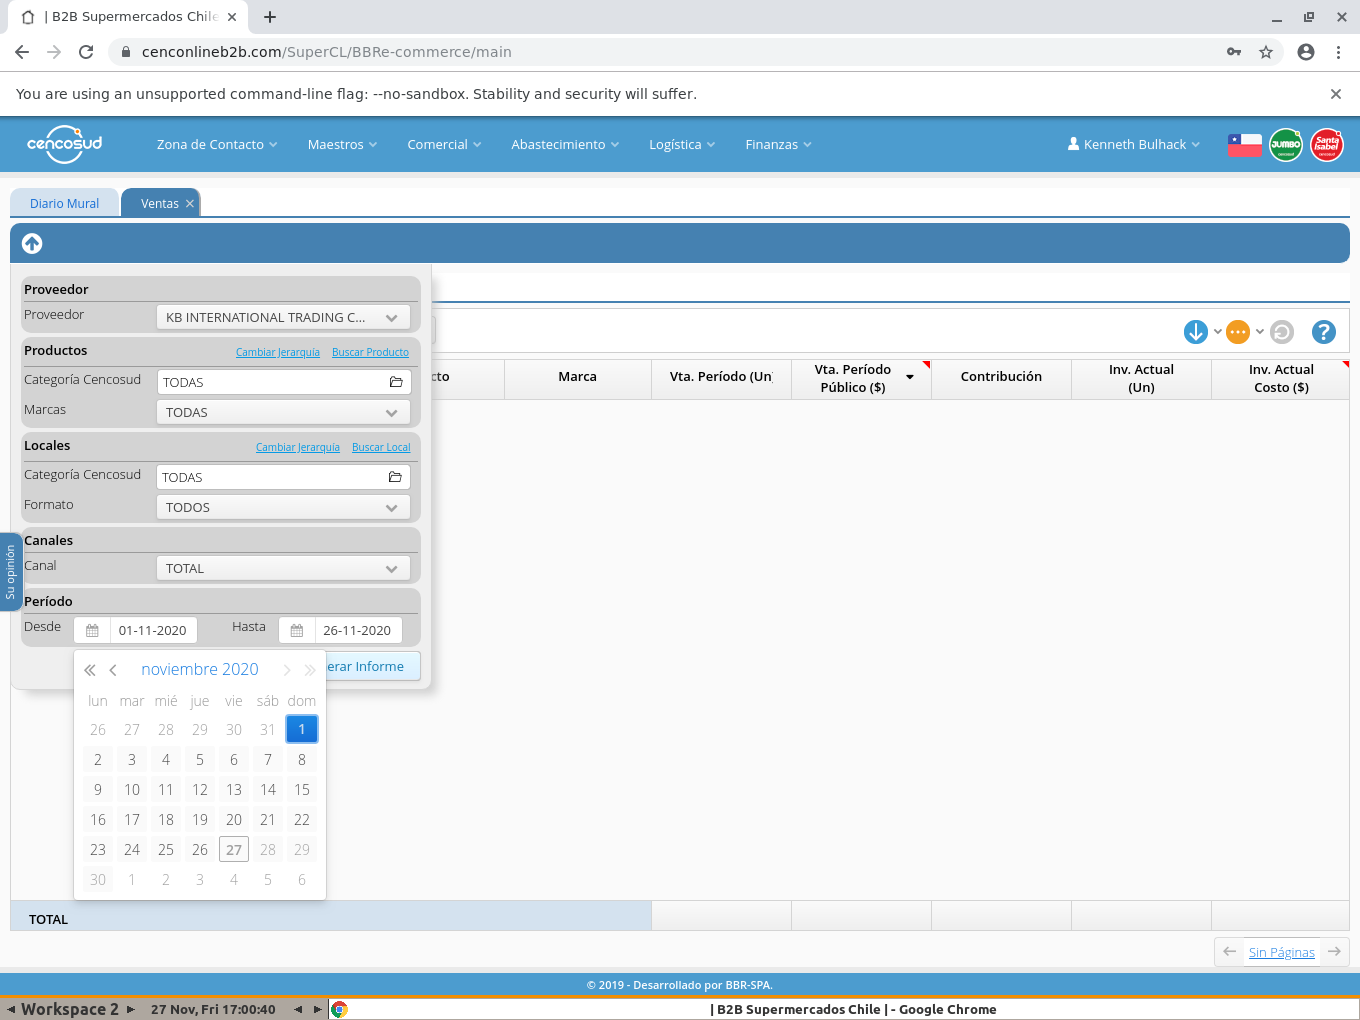 | B2B Supermercados Chile
cenconlineb2b.com/SuperCL/BBRe-commerce/main
You are using an unsupported command-line flag: --no-sandbox. Stability and security will suffer.
cencosud
Zona de Contacto
Maestros
Comercial
Abastecimiento
Logística
Finanzas
Kenneth Bulhack
JUMBO
cencosud
Santa Isabel
cencosud
Diario Mural
Ventas
Proveedor
Proveedor
KB INTERNATIONAL TRADING C...
Productos
Cambiar Jerarquía
Buscar Producto
Categoría Cencosud
TODAS
Marcas
TODAS
Locales
Cambiar Jerarquía
Buscar Local
Categoría Cencosud
TODAS
Formato
TODOS
Canales
Canal
TOTAL
Período
Desde
01-11-2020
Hasta
26-11-2020
erar Informe
Su opinión
noviembre 2020
lun mar mié jue vie sáb dom
26 27 28 29 30 31 1
2 3 4 5 6 7 8
9 10 11 12 13 14 15
16 17 18 19 20 21 22
23 24 25 26 27 28 29
30 1 2 3 4 5 6
cto
Marca
Vta. Período (Un)
Vta. Período
Público ($)
Contribución
Inv. Actual
(Un)
Inv. Actual
Costo ($)
TOTAL
Sin Páginas
© 2019 - Desarrollado por BBR-SPA.
Workspace 2
27 Nov, Fri 17:00:40
| B2B Supermercados Chile | - Google Chrome